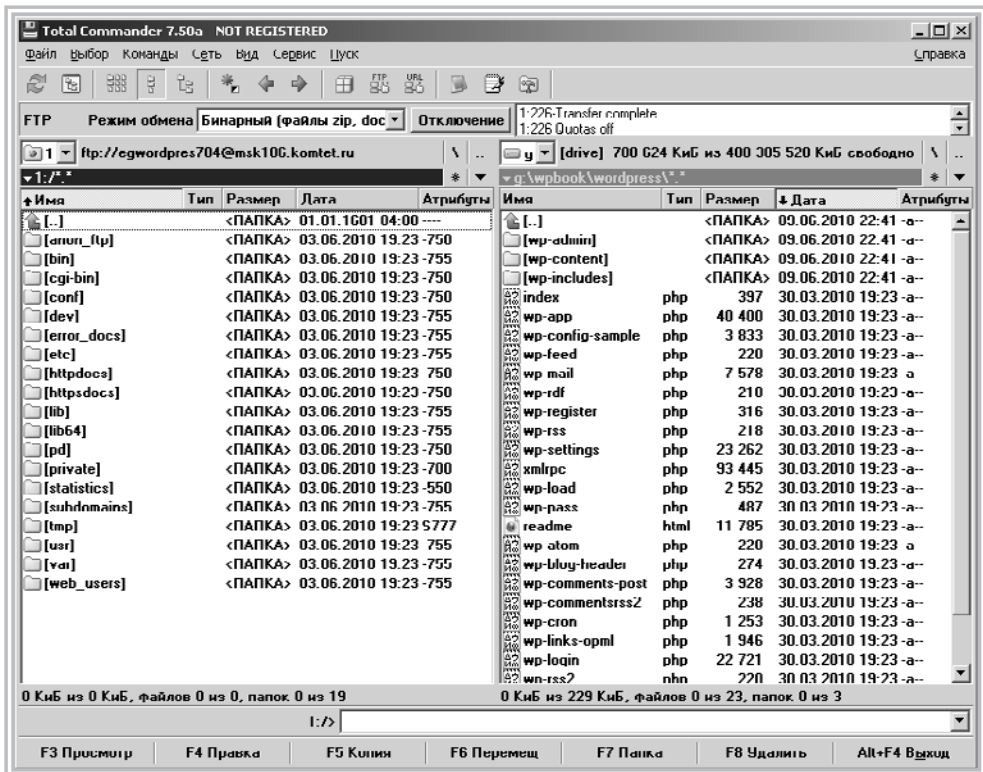 Total Commander 7.50a NOT REGISTERED
Файл Выбор Команды Сеть Вид Сервис Пуск Справка
FTP URL
FTP Режим обмена Бинарный (файлы zip, doc Отключение 1:226-Transfer complete
1:226 Quotas off
1 ftp://egwordpres704@msk106.komtet.ru \ ..
y [drive] 700 624 КиБ из 400 305 520 КиБ свободно \ ..
1:/*.* *
g:\wpbook\wordpress\*.* *
Имя Тип Размер Дата Атрибуты
[..] <ПАПКА> 01.01.1601 04:00 ----
[anon_ftp] <ПАПКА> 03.06.2010 19:23 -750
[bin] <ПАПКА> 03.06.2010 19:23 -755
[cgi-bin] <ПАПКА> 03.06.2010 19:23 -750
[conf] <ПАПКА> 03.06.2010 19:23 -750
[dev] <ПАПКА> 03.06.2010 19:23 -755
[error_docs] <ПАПКА> 03.06.2010 19:23 -755
[etc] <ПАПКА> 03.06.2010 19:23 -755
[httpdocs] <ПАПКА> 03.06.2010 19:23 -750
[httpsdocs] <ПАПКА> 03.06.2010 19:23 -750
[lib] <ПАПКА> 03.06.2010 19:23 -755
[lib64] <ПАПКА> 03.06.2010 19:23 -755
[pd] <ПАПКА> 03.06.2010 19:23 -750
[private] <ПАПКА> 03.06.2010 19:23 -700
[statistics] <ПАПКА> 03.06.2010 19:23 -550
[subdomains] <ПАПКА> 03.06.2010 19:23 -755
[tmp] <ПАПКА> 03.06.2010 19:23 S777
[usr] <ПАПКА> 03.06.2010 19:23 -755
[var] <ПАПКА> 03.06.2010 19:23 -755
[web_users] <ПАПКА> 03.06.2010 19:23 -755
0 КиБ из 0 КиБ, файлов 0 из 0, папок 0 из 19
Имя Тип Размер Дата Атрибуты
[..] <ПАПКА> 09.06.2010 22:41 -a--
[wp-admin] <ПАПКА> 09.06.2010 22:41 -a--
[wp-content] <ПАПКА> 09.06.2010 22:41 -a--
[wp-includes] <ПАПКА> 09.06.2010 22:41 -a--
index php 397 30.03.2010 19:23 -a--
wp-app php 40 400 30.03.2010 19:23 -a--
wp-config-sample php 3 833 30.03.2010 19:23 -a--
wp-feed php 220 30.03.2010 19:23 -a--
wp-mail php 7 578 30.03.2010 19:23 -a--
wp-rdf php 210 30.03.2010 19:23 -a--
wp-register php 316 30.03.2010 19:23 -a--
wp-rss php 218 30.03.2010 19:23 -a--
wp-settings php 23 262 30.03.2010 19:23 -a--
xmlrpc php 93 445 30.03.2010 19:23 -a--
wp-load php 2 552 30.03.2010 19:23 -a--
wp-pass php 487 30.03.2010 19:23 -a--
readme html 11 785 30.03.2010 19:23 -a--
wp-atom php 220 30.03.2010 19:23 -a--
wp-blog-header php 274 30.03.2010 19:23 -a--
wp-comments-post php 3 928 30.03.2010 19:23 -a--
wp-commentsrss2 php 238 30.03.2010 19:23 -a--
wp-cron php 1 253 30.03.2010 19:23 -a--
wp-links-opml php 1 946 30.03.2010 19:23 -a--
wp-login php 22 721 30.03.2010 19:23 -a--
wp-rss2 php 220 30.03.2010 19:23 -a--
0 КиБ из 229 КиБ, файлов 0 из 23, папок 0 из 3
1:/>
F3 Просмотр F4 Правка F5 Копия F6 Перемещ F7 Папка F8 Удалить Alt+F4 Выход